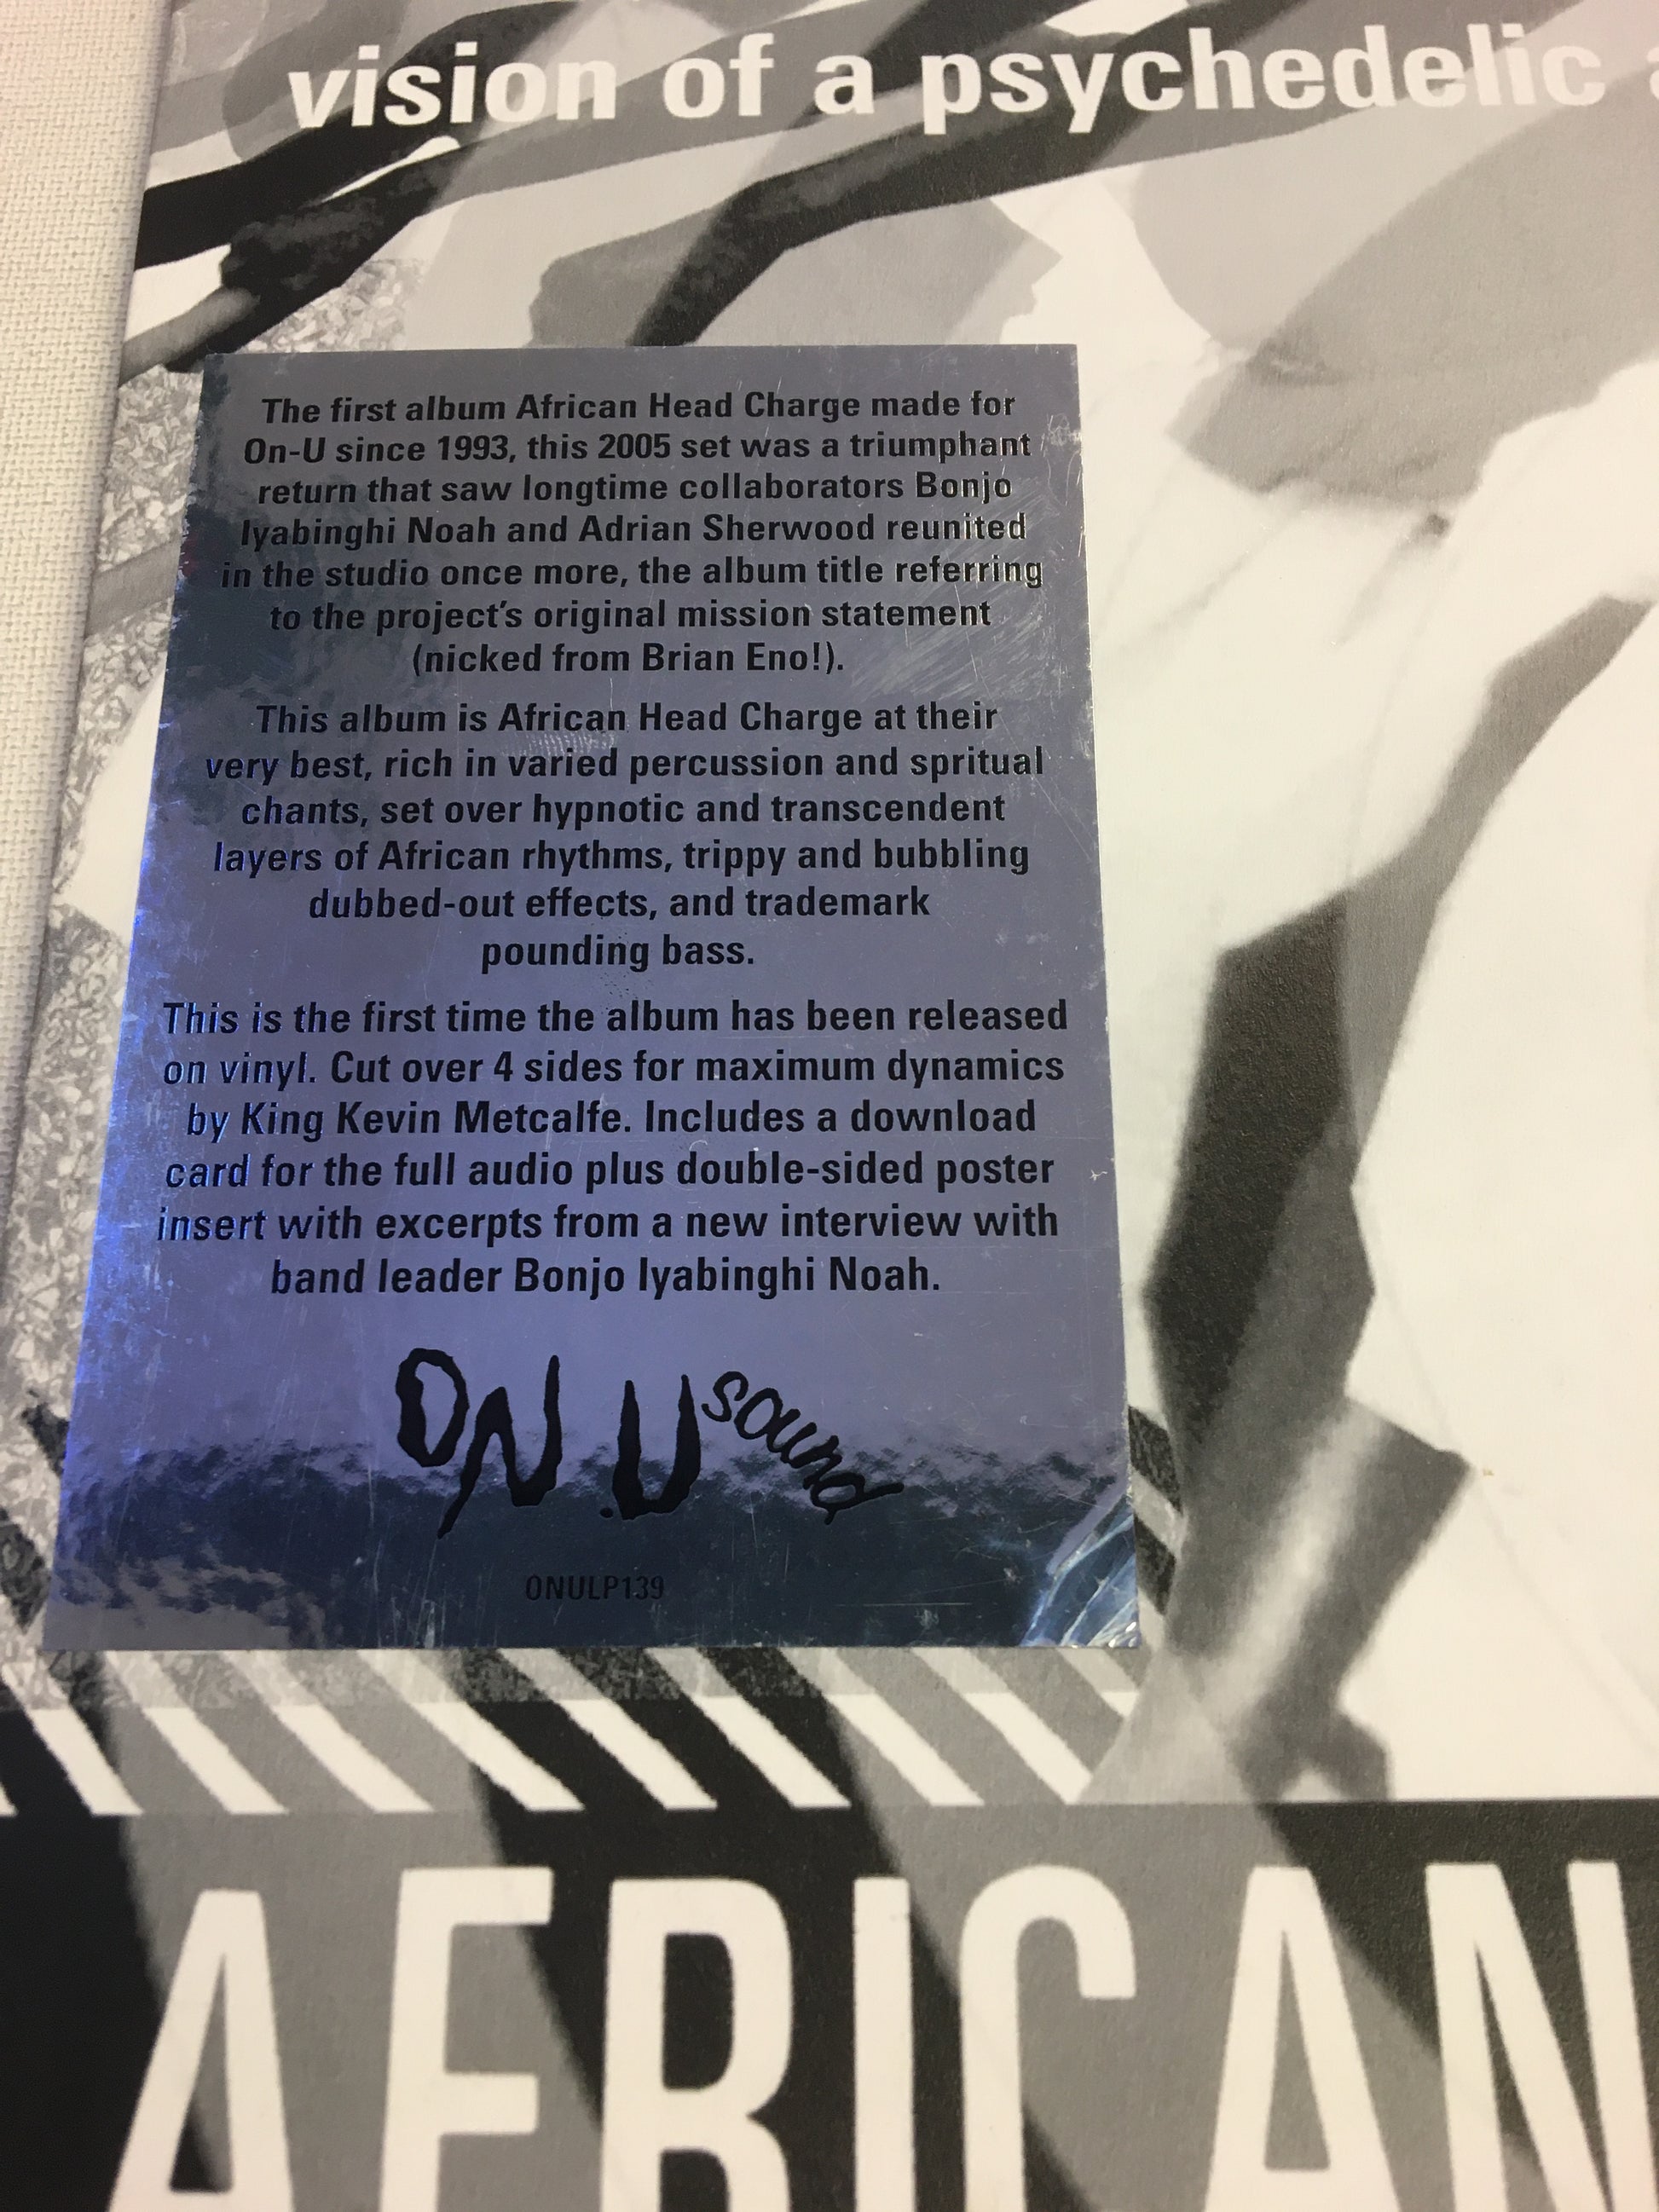 vision of a psychedelic
The first album African Head Charge made for
On-U since 1993, this 2005 set was a triumphant
return that saw longtime collaborators Bonjo
Iyabinghi Noah and Adrian Sherwood reunited
in the studio once more, the album title referring
to the project's original mission statement
(nicked from Brian Eno!).
This album is African Head Charge at their
very best, rich in varied percussion and spritual
chants, set over hypnotic and transcendent
layers of African rhythms, trippy and bubbling
dubbed-out effects, and trademark
pounding bass.
This is the first time the album has been released
on vinyl. Cut over 4 sides for maximum dynamics
by King Kevin Metcalfe. Includes a download
card for the full audio plus double-sided poster
insert with excerpts from a new interview with
band leader Bonjo Iyabinghi Noah.
ON.U sound
ONULP139
AFRICAN